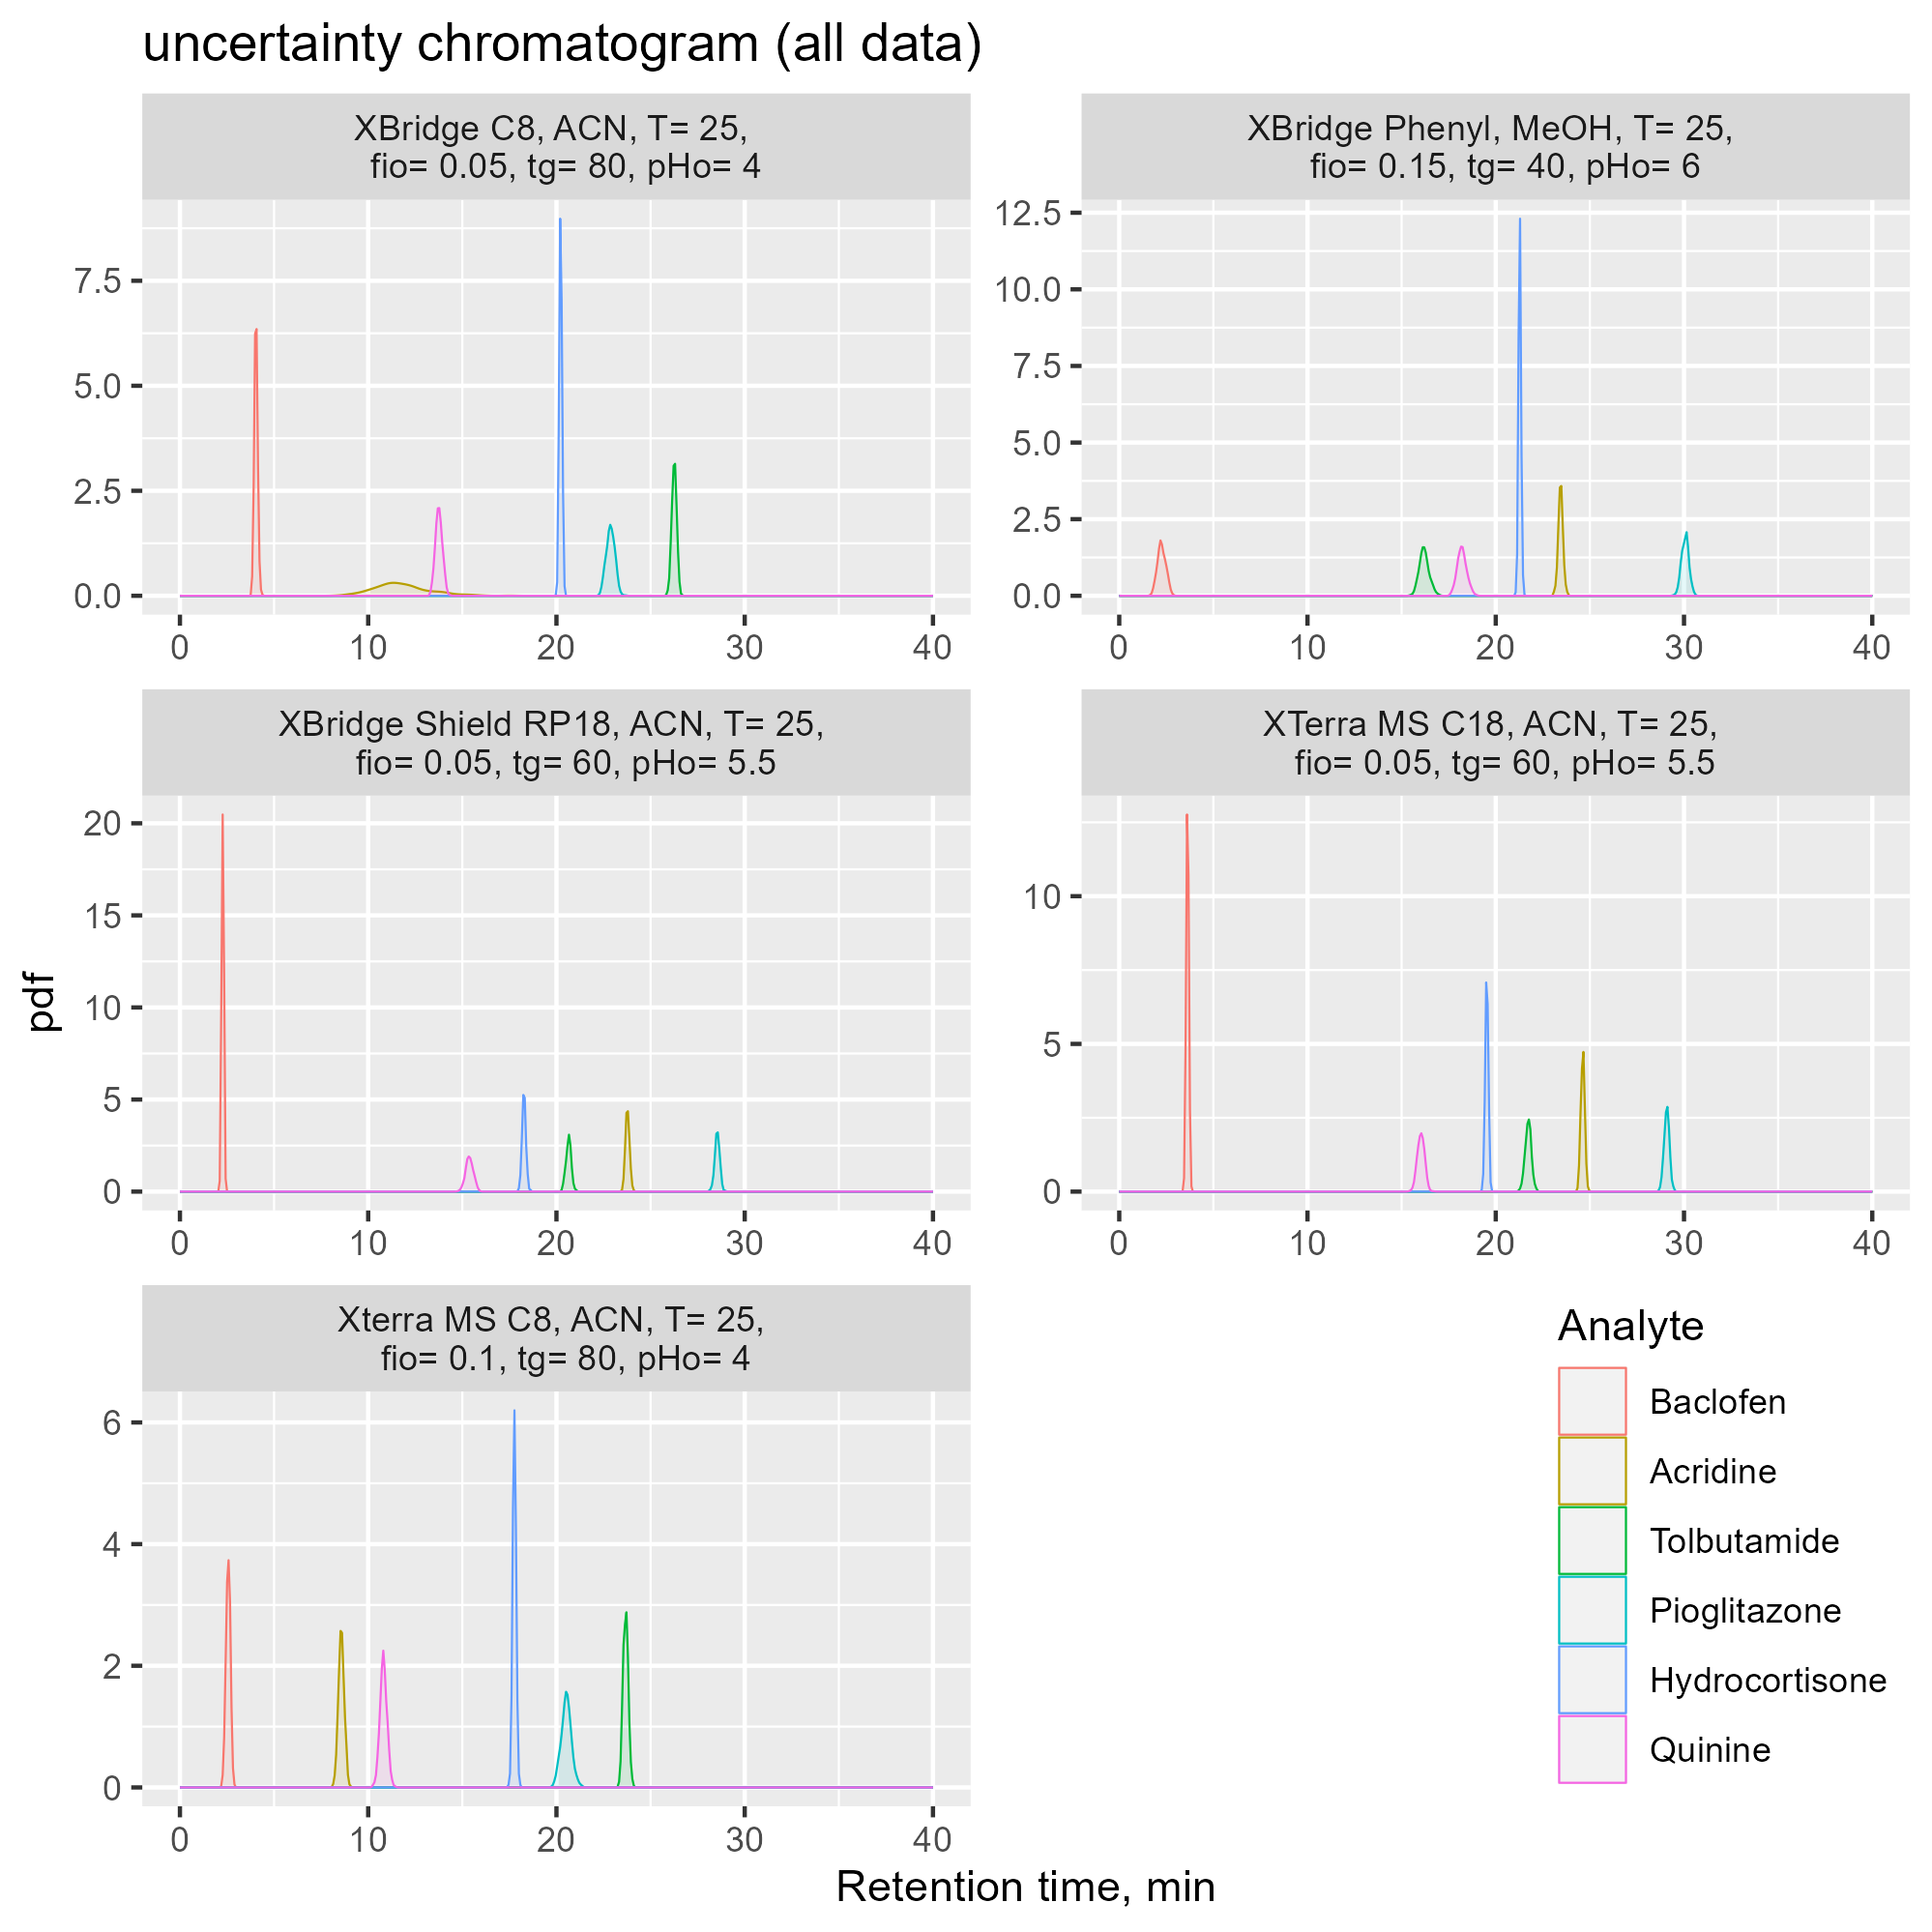 uncertainty chromatogram (all data)
XBridge C8, ACN, T= 25,
fio= 0.05, tg= 80, pHo= 4
7.5
5.0
2.5
0.0
0 10 20 30 40
XBridge Phenyl, MeOH, T= 25,
fio= 0.15, tg= 40, pHo= 6
12.5
10.0
7.5
5.0
2.5
0.0
0 10 20 30 40
XBridge Shield RP18, ACN, T= 25,
fio= 0.05, tg= 60, pHo= 5.5
20
15
10
5
0
0 10 20 30 40
XTerra MS C18, ACN, T= 25,
fio= 0.05, tg= 60, pHo= 5.5
10
5
0
0 10 20 30 40
Xterra MS C8, ACN, T= 25,
fio= 0.1, tg= 80, pHo= 4
6
4
2
0
0 10 20 30 40
pdf
Retention time, min
Analyte
Baclofen
Acridine
Tolbutamide
Pioglitazone
Hydrocortisone
Quinine